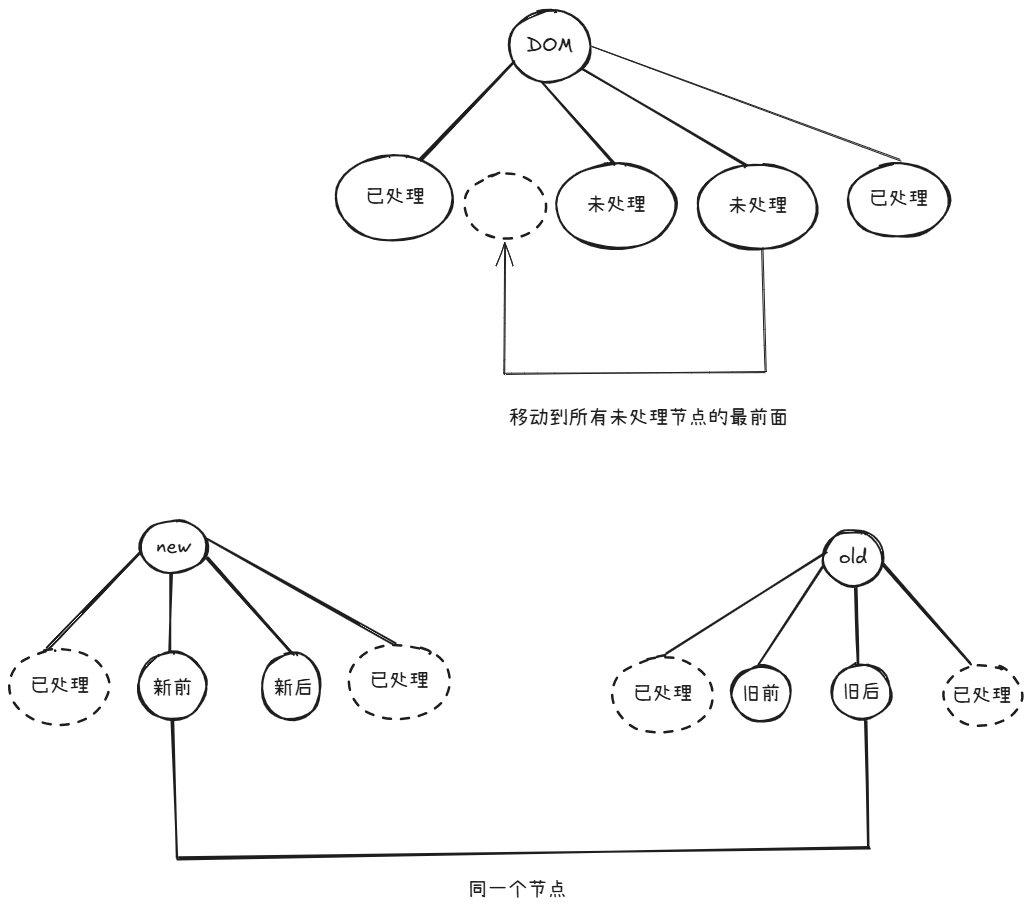 DOM
已处理
未处理
未处理
已处理
移动到所有未处理节点的最前面
new
old
已处理
新前
新后
已处理
已处理
旧前
旧后
已处理
同一个节点